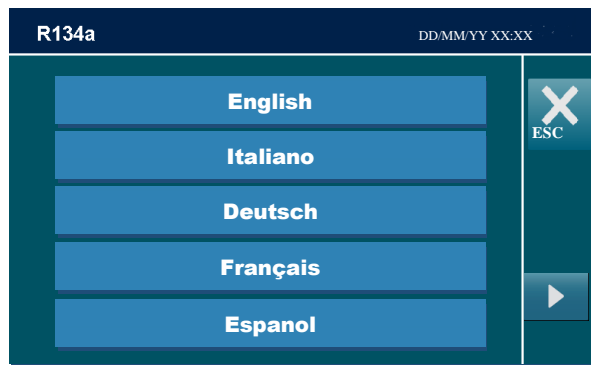 R134a
DD/MM/YY XX:XX
English
ESC
Italiano
Deutsch
Français
Espanol